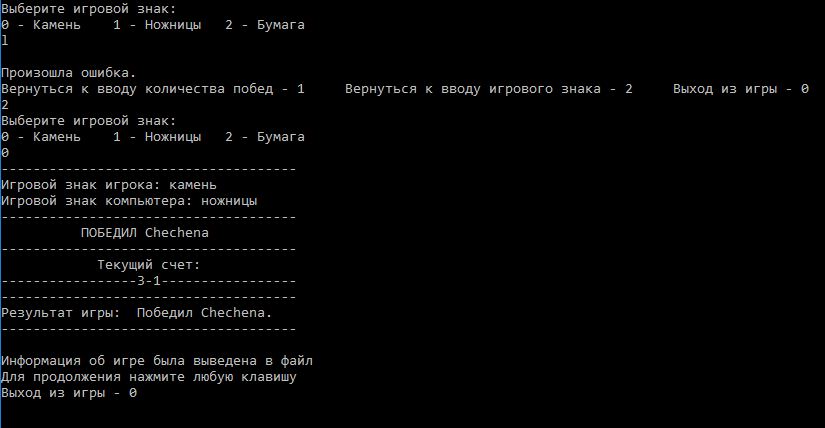 Выберите игровой знак:
0 - Камень    1 - Ножницы   2 - Бумага
l
Произошла ошибка.
Вернуться к вводу количества побед - 1     Вернуться к вводу игрового знака - 2     Выход из игры - 0
2
Выберите игровой знак:
0 - Камень    1 - Ножницы   2 - Бумага
0
-------------------------------------
Игровой знак игрока: камень
Игровой знак компьютера: ножницы
-------------------------------------
ПОБЕДИЛ Chechena
-------------------------------------
Текущий счет:
-----------------3-1-----------------
-------------------------------------
Результат игры:  Победил Chechena.
-------------------------------------
Информация об игре была выведена в файл
Для продолжения нажмите любую клавишу
Выход из игры - 0